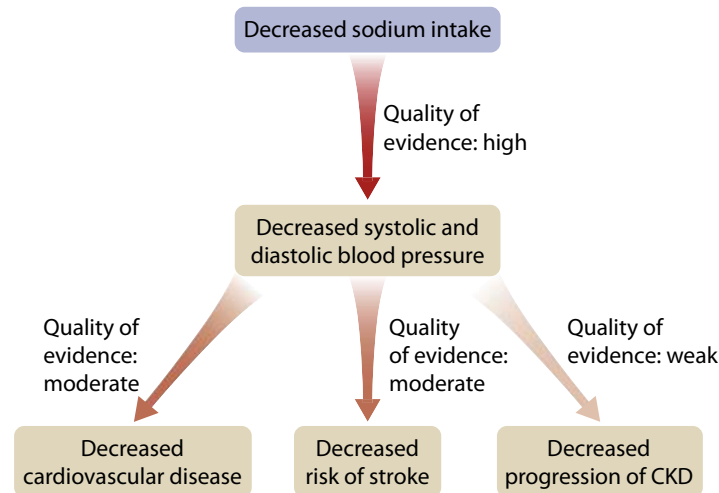 Decreased sodium intake
Quality of
evidence: high
Decreased systolic and
diastolic blood pressure
Quality of
evidence:
moderate
Quality
of evidence:
moderate
Quality of
evidence: weak
Decreased
cardiovascular disease
Decreased
risk of stroke
Decreased
progression of CKD